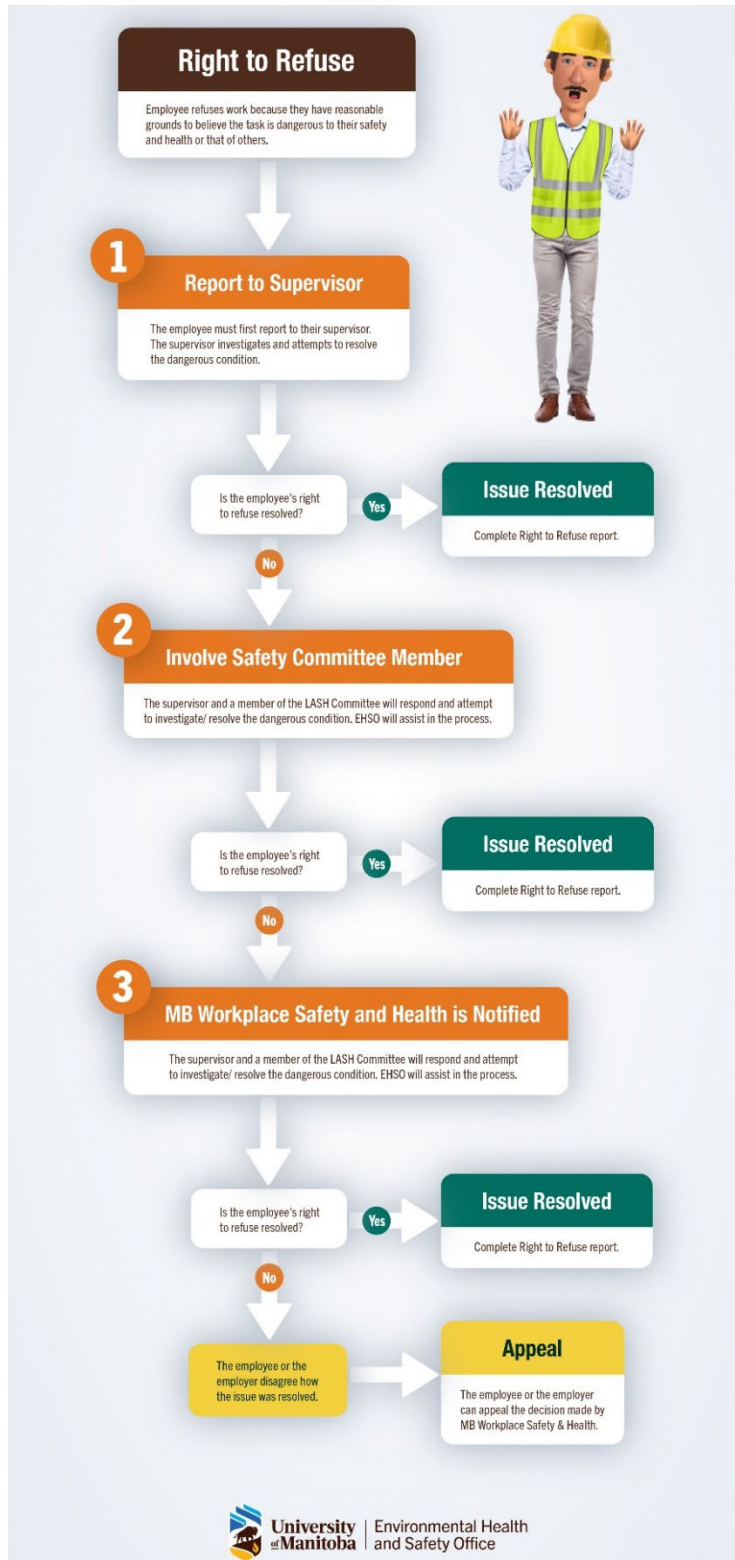 Right to Refuse
Employee refuses work because they have reasonable
grounds to believe the task is dangerous to their safety
and health or that of others.
1
Report to Supervisor
The employee must first report to their supervisor.
The supervisor investigates and attempts to resolve
the dangerous condition.
Is the employee's right
to refuse resolved?
Yes
Issue Resolved
Complete Right to Refuse report.
No
2
Involve Safety Committee Member
The supervisor and a member of the LASH Committee will respond and attempt
to investigate/ resolve the dangerous condition. EHSO will assist in the process.
Is the employee's right
to refuse resolved?
Yes
Issue Resolved
Complete Right to Refuse report.
No
3
MB Workplace Safety and Health is Notified
The supervisor and a member of the LASH Committee will respond and attempt
to investigate/ resolve the dangerous condition. EHSO will assist in the process.
Is the employee's right
to refuse resolved?
Yes
Issue Resolved
Complete Right to Refuse report.
No
The employee or the
employer disagree how
the issue was resolved.
Appeal
The employee or the employer
can appeal the decision made by
MB Workplace Safety & Health.
University
of Manitoba
Environmental Health
and Safety Office